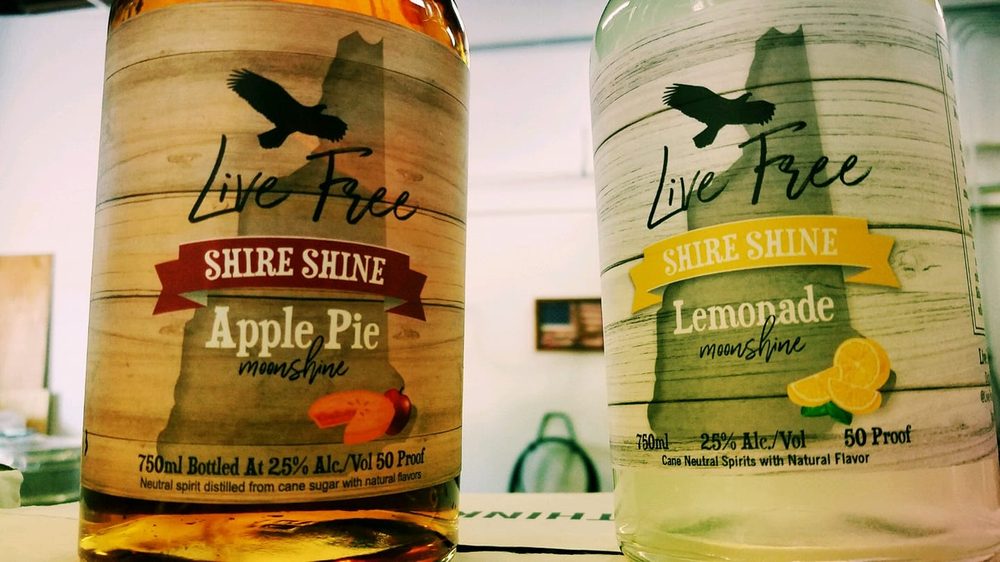 Live Free
SHIRE SHINE
Apple Pie
moonshine
750ml Bottled At 25% Alc./Vol 50 Proof
Neutral spirit distilled from cane sugar with natural flavors
Live Free
SHIRE SHINE
Lemonade
moonshine
750ml 25% Alc./Vol 50 Proof
Cane Neutral Spirits with Natural Flavor
THINK